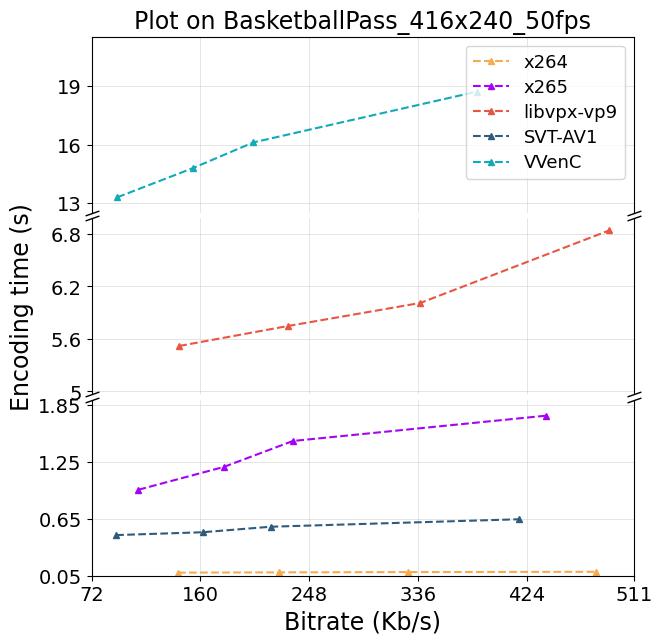 Plot on BasketballPass_416x240_50fps
x264
x265
libvpx-vp9
SVT-AV1
VVenC
19
16
13
6.8
6.2
5.6
5
1.85
1.25
0.65
0.05
Encoding time (s)
72 160 248 336 424 511
Bitrate (Kb/s)